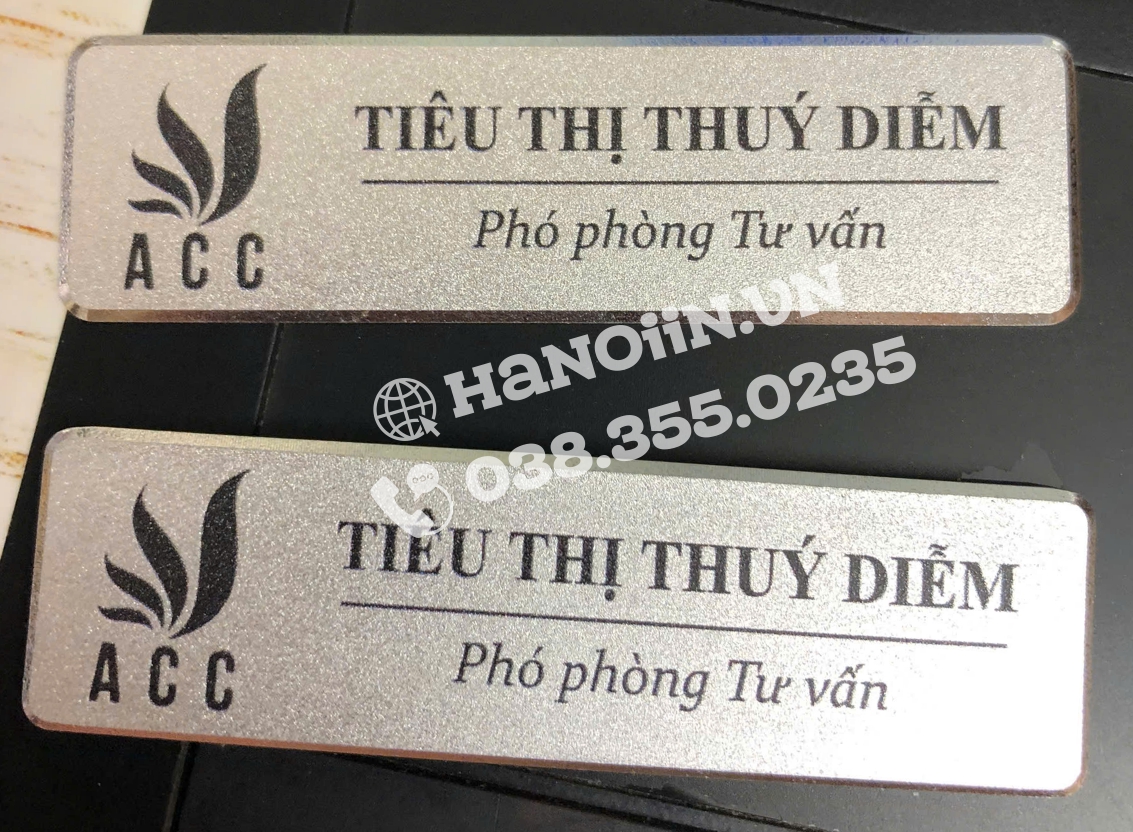 TIÊU THỊ THUÝ DIỄM
Phó phòng Tư vấn
ACC
HaNOiiN.VN
038.355.0235
TIÊU THỊ THUÝ DIỄM
Phó phòng Tư vấn
ACC